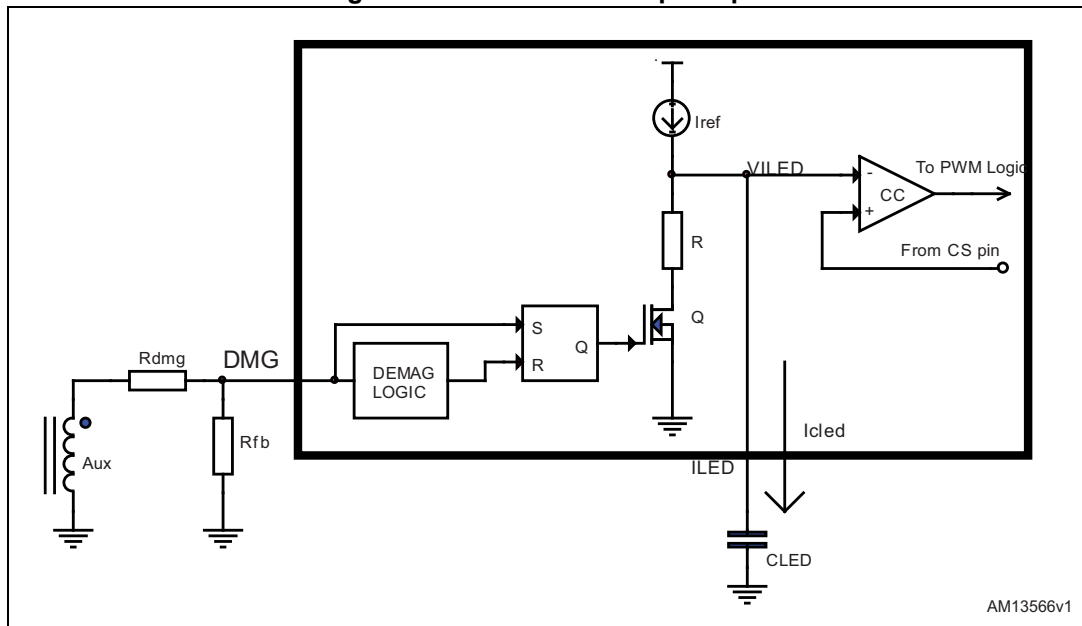 Iref
VILED
-
CC
+
To PWM Logic
From CS pin
R
Q
S
R
Q
DEMAG
LOGIC
Rdmg
DMG
Rfb
Aux
Icled
ILED
CLED
AM13566v1